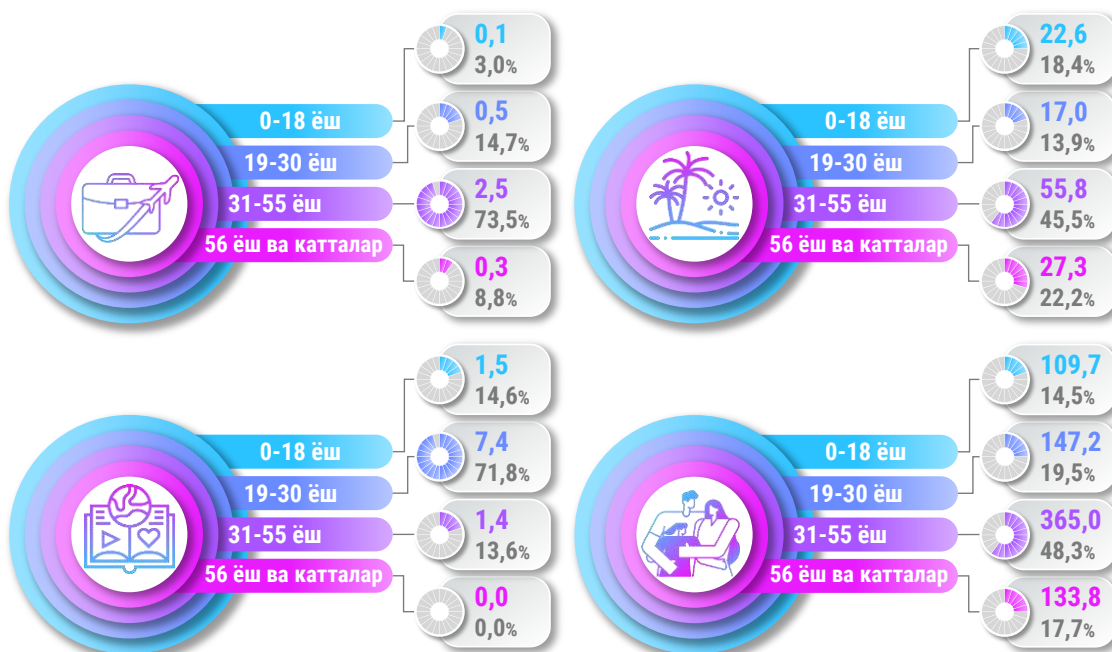 0-18 ёш
19-30 ёш
31-55 ёш
56 ёш ва катталар
0,1
3,0%
0,5
14,7%
2,5
73,5%
0,3
8,8%
0-18 ёш
19-30 ёш
31-55 ёш
56 ёш ва катталар
22,6
18,4%
17,0
13,9%
55,8
45,5%
27,3
22,2%
0-18 ёш
19-30 ёш
31-55 ёш
56 ёш ва катталар
1,5
14,6%
7,4
71,8%
1,4
13,6%
0,0
0,0%
0-18 ёш
19-30 ёш
31-55 ёш
56 ёш ва катталар
109,7
14,5%
147,2
19,5%
365,0
48,3%
133,8
17,7%